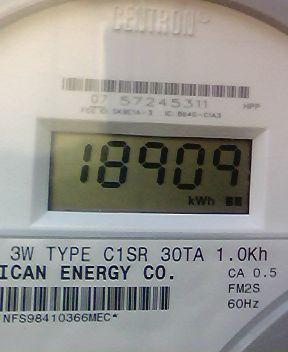 CENTRON
07 57245311 HPP
18909
kWh
3W TYPE C1SR 30TA 1.0Kh
ICAN ENERGY CO. CA 0.5
FM2S
60Hz
NFS98410366MEC*